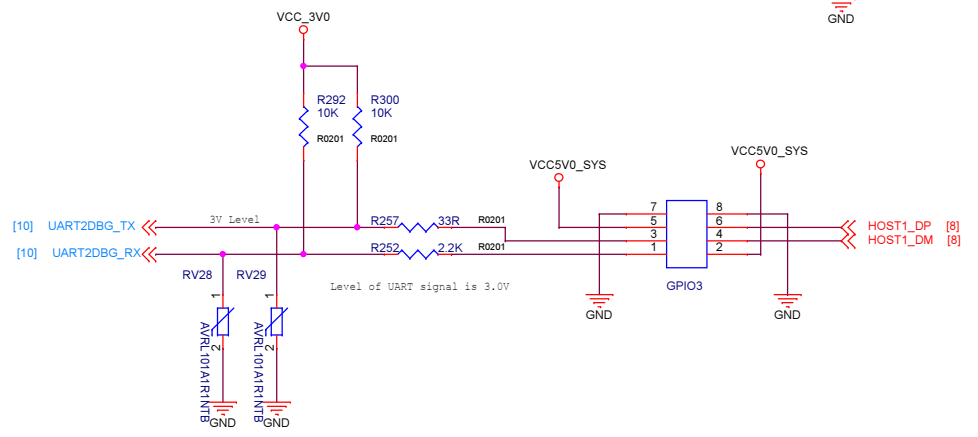 GND
VCC_3V0
R292
10K
R0201
R300
10K
R0201
VCC5V0_SYS
VCC5V0_SYS
[10] UART2DBG_TX
3V Level
R257
33R
R0201
[10] UART2DBG_RX
R252
2.2K
R0201
7
5
3
1
8
6
4
2
HOST1_DP [8]
HOST1_DM [8]
GPIO3
Level of UART signal is 3.0V
RV28
RV29
1
2
AVRL101A1R1NTB
1
2
AVRL101A1R1NTB
GND
GND
GND
GND